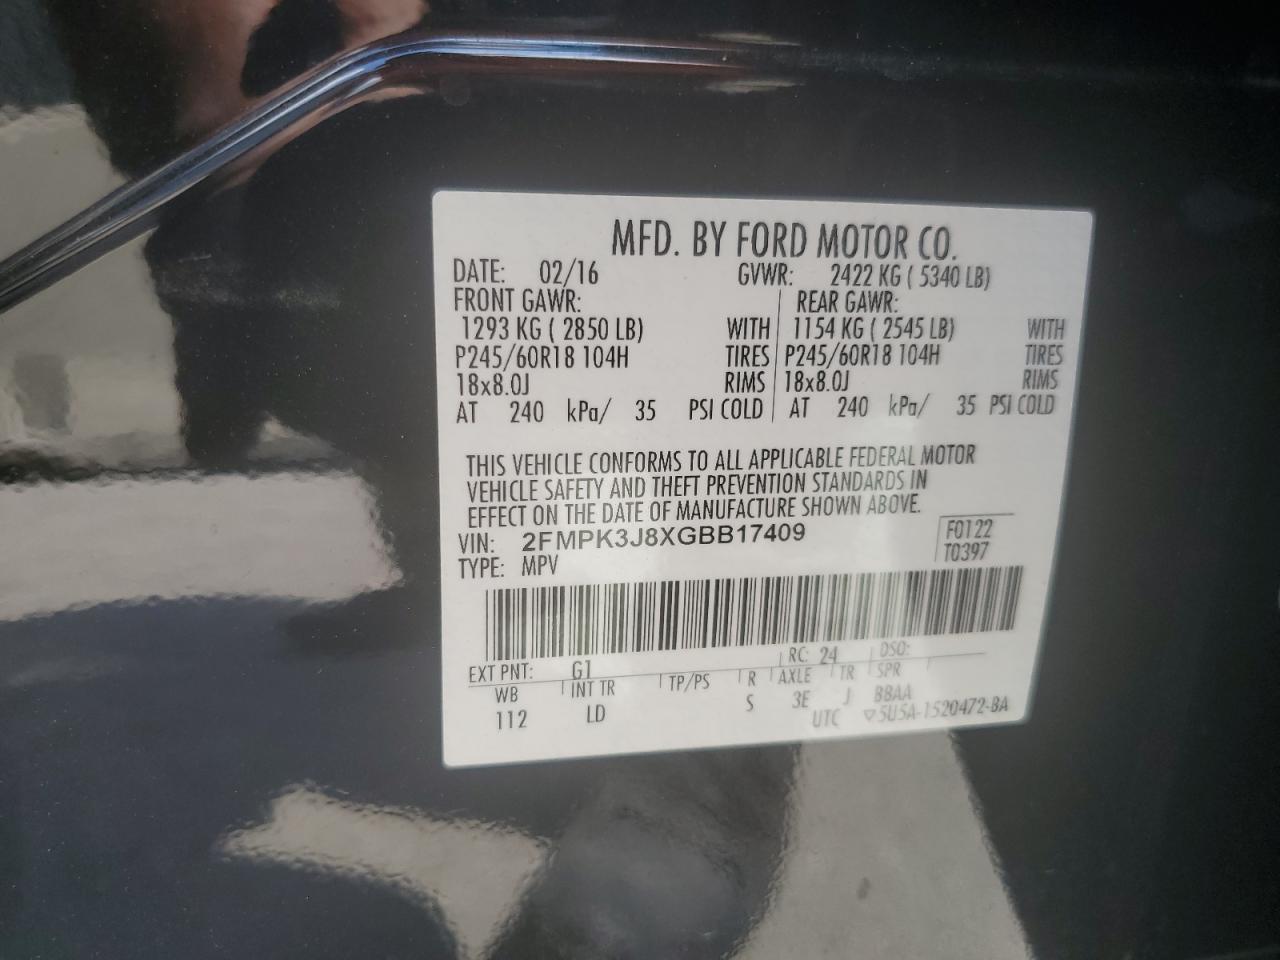 MFD. BY FORD MOTOR CO.
DATE: 02/16 GVWR: 2422 KG ( 5340 LB)
FRONT GAWR: REAR GAWR:
1293 KG ( 2850 LB) WITH 1154 KG ( 2545 LB) WITH
P245/60R18 104H TIRES P245/60R18 104H TIRES
18x8.0J RIMS 18x8.0J RIMS
AT 240 kPa/ 35 PSI COLD AT 240 kPa/ 35 PSI COLD
THIS VEHICLE CONFORMS TO ALL APPLICABLE FEDERAL MOTOR
VEHICLE SAFETY AND THEFT PREVENTION STANDARDS IN
EFFECT ON THE DATE OF MANUFACTURE SHOWN ABOVE.
VIN: 2FMPK3J8XGBB17409 F0122
TYPE: MPV T0397
EXT PNT: G1 RC: 24 DSO:
WB INT TR TP/PS R AXLE TR SPR
112 LD S 3E J BBAA
UTC ▽5U5A-1520472-BA